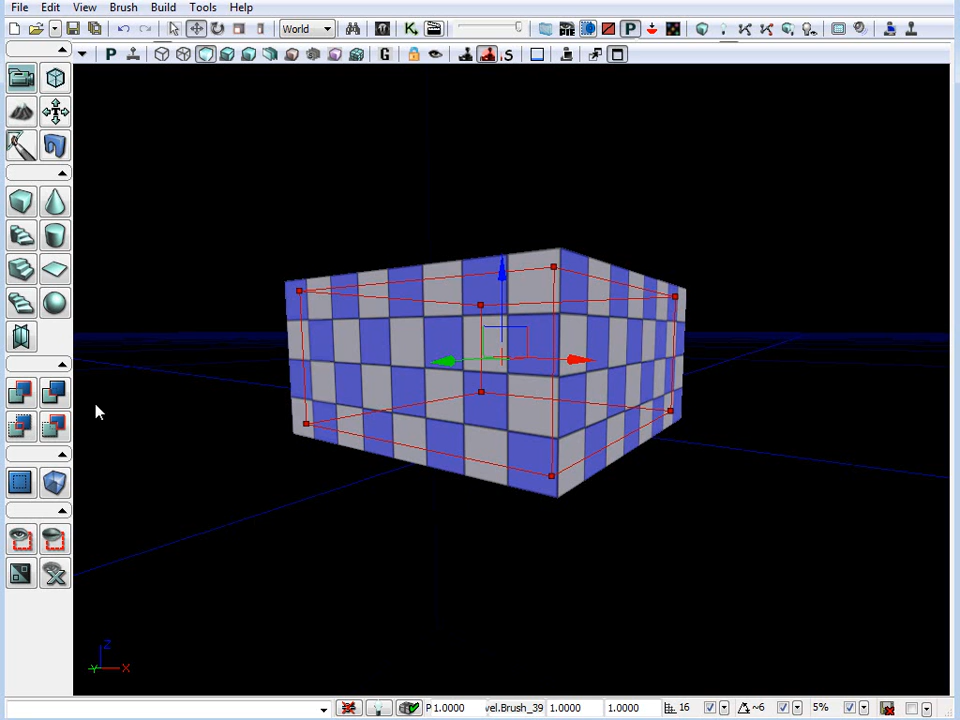 File Edit View Brush Build Tools Help
World K P
P G S
Z
Y X
P 1.0000 vel.Brush_39 1.0000 1.0000 16 ~6 5%